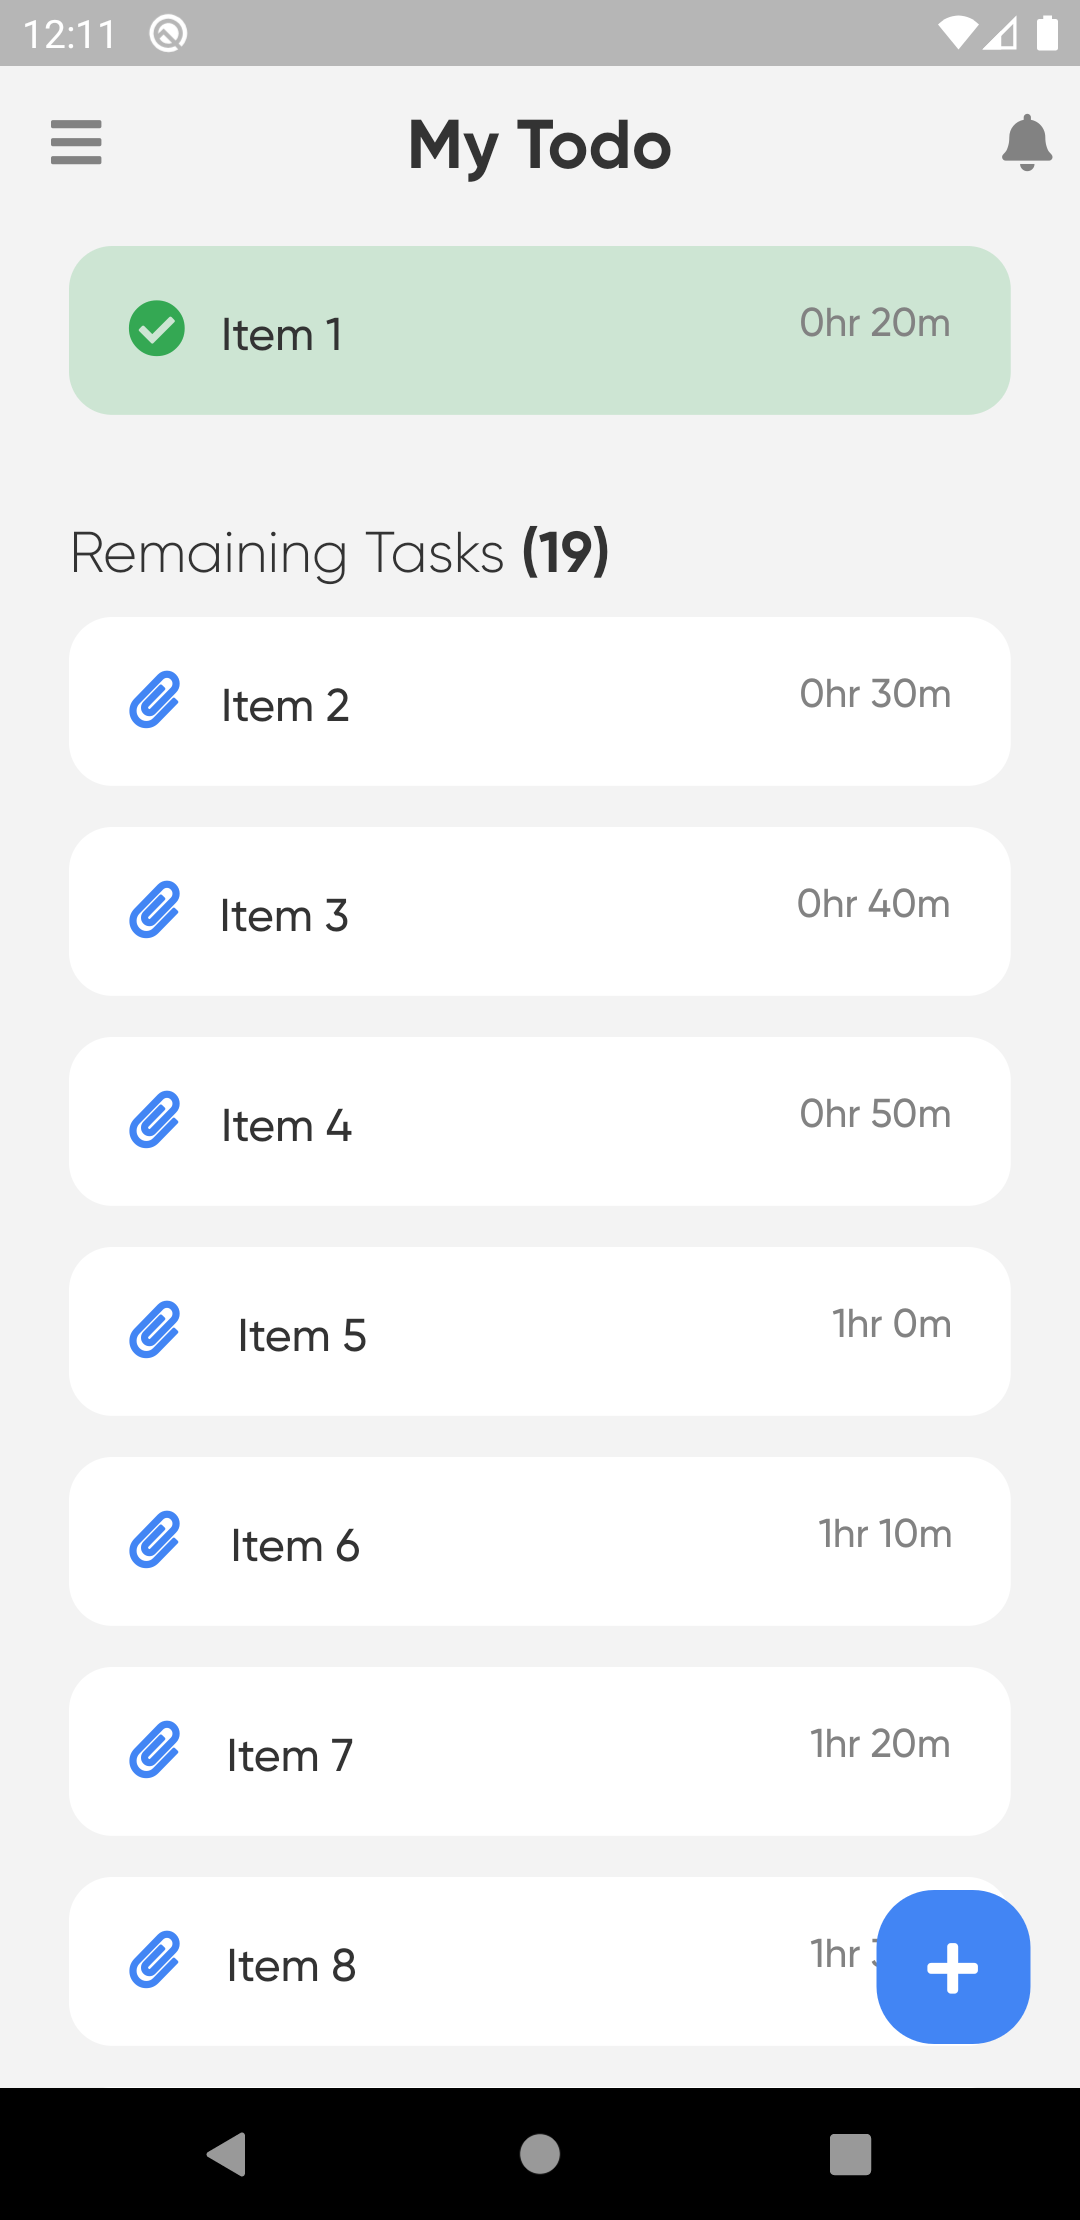 12:11
My Todo
Item 1 0hr 20m
Remaining Tasks (19)
Item 2 0hr 30m
Item 3 0hr 40m
Item 4 0hr 50m
Item 5 1hr 0m
Item 6 1hr 10m
Item 7 1hr 20m
Item 8 1hr